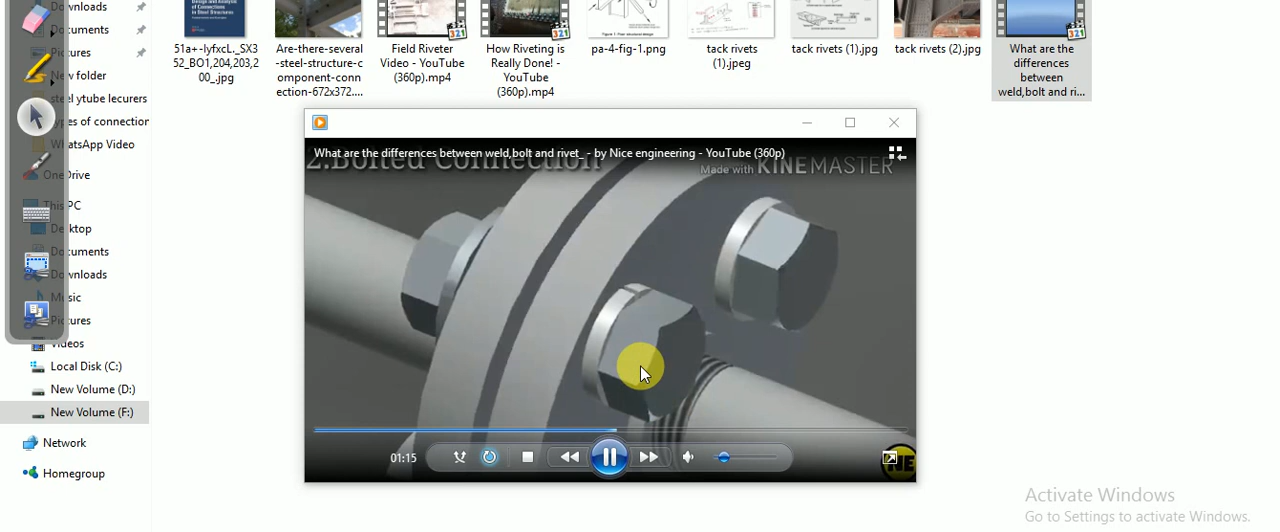 Downloads
Documents
Pictures
New folder
steel ytube lecurers
ypes of connection
WhatsApp Video
OneDrive
This PC
Desktop
Documents
Downloads
Music
Pictures
Videos
Local Disk (C:)
New Volume (D:)
New Volume (F:)
Network
Homegroup
51a+-lyfxcL._SX3
52_BO1,204,203,2
00_.jpg
Are-there-several
-steel-structure-c
omponent-conn
ection-672x372....
Field Riveter
Video - YouTube
(360p).mp4
How Riveting is
Really Done! -
YouTube
(360p).mp4
pa-4-fig-1.png
tack rivets
(1).jpeg
tack rivets (1).jpg
tack rivets (2).jpg
What are the
differences
between
weld,bolt and ri...
What are the differences between weld,bolt and rivet_ - by Nice engineering - YouTube (360p)
2.Bolted Connection
Made with KINEMASTER
01:15
NE
Activate Windows
Go to Settings to activate Windows.